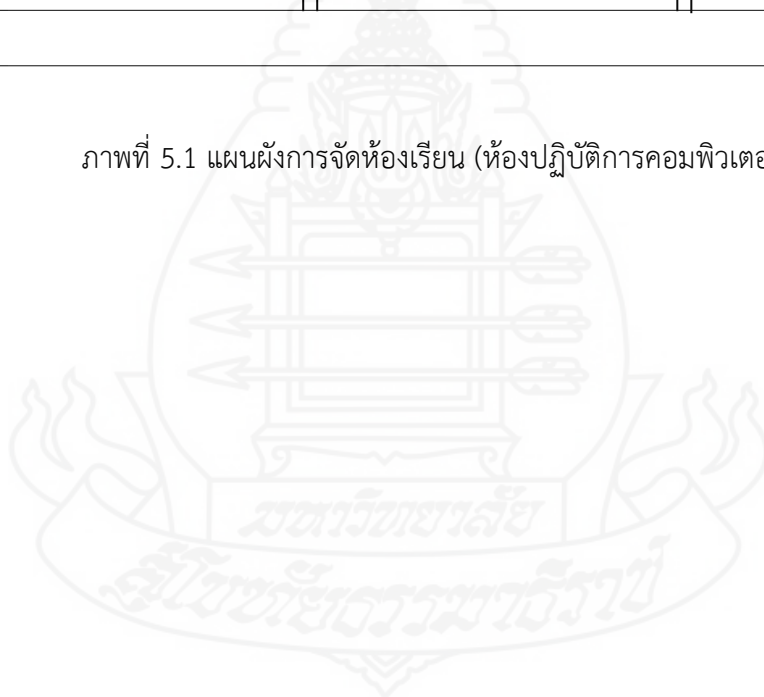 ภาพที่ 5.1 แผนผังการจัดห้องเรียน (ห้องปฏิบัติการคอมพิวเตอ
มหาวิทยาลัย
สุโขทัยธรรมาธิราช